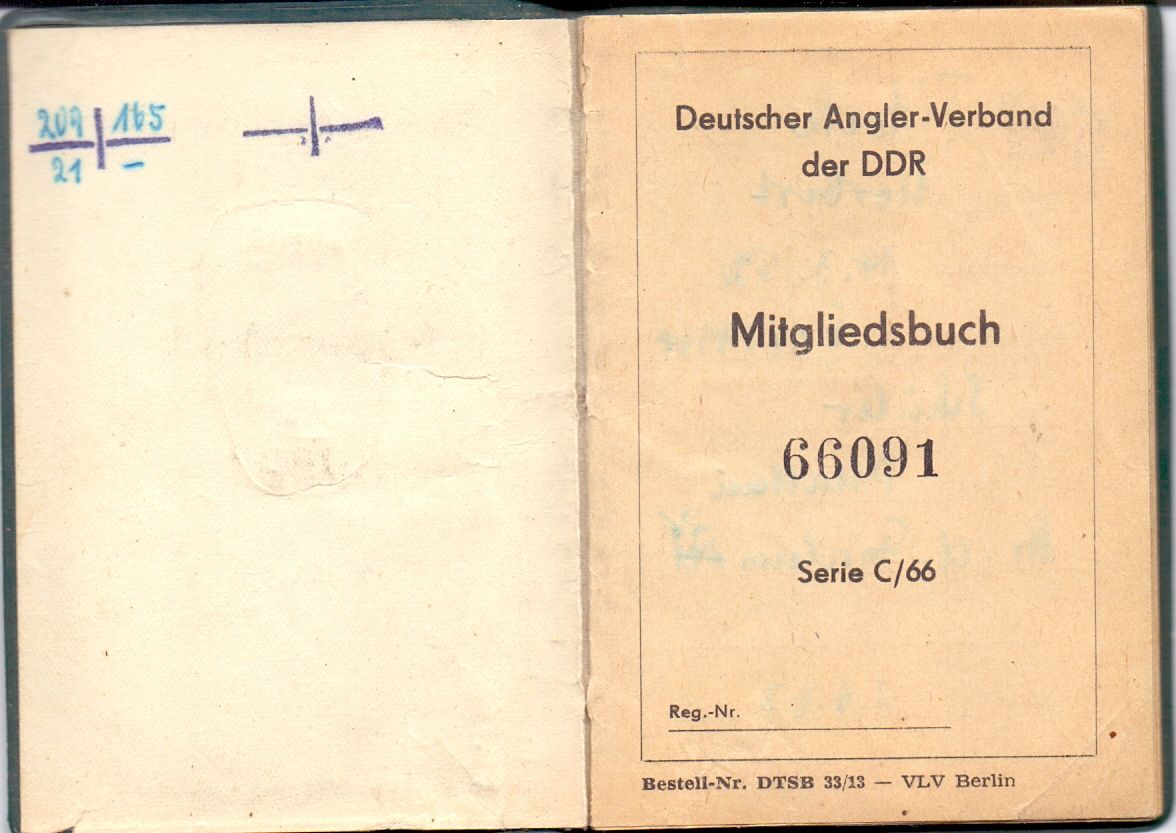 209 165
21 –
Deutscher Angler-Verband
der DDR
Mitgliedsbuch
66091
Serie C/66
Reg.-Nr.
Bestell-Nr. DTSB 33/13 — VLV Berlin